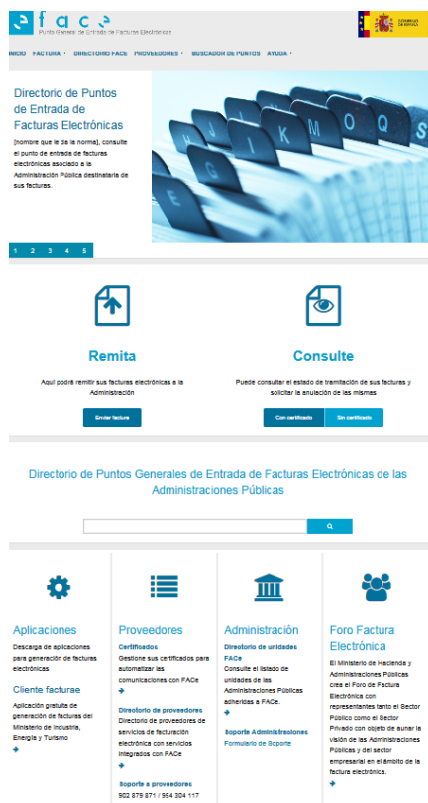 face
Punto General de Entrada de Facturas Electrónicas
GOBIERNO
DE ESPAÑA
INICIO FACTURA DIRECTORIO FACE PROVEEDORES BUSCADOR DE PUNTOS AYUDA
Directorio de Puntos
de Entrada de
Facturas Electrónicas
[nombre que le da la norma], consulte
el punto de entrada de facturas
electrónicas asociado a la
Administración Pública destinataria de
sus facturas.
E G I J H K M O Q S
1 2 3 4 5
Remita
Aquí podrá remitir sus facturas electrónicas a la
Administración
Enviar factura
Consulte
Puede consultar el estado de tramitación de sus facturas y
solicitar la anulación de las mismas
Con certificado Sin certificado
Directorio de Puntos Generales de Entrada de Facturas Electrónicas de las
Administraciones Públicas
Aplicaciones
Descarga de aplicaciones
para generación de facturas
electrónicas
Cliente facturae
Aplicación gratuita de
generación de facturas del
Ministerio de Industria,
Energía y Turismo
Proveedores
Certificados
Gestione sus certificados para
automatizar las
comunicaciones con FACe
Directorio de proveedores
Directorio de proveedores de
servicios de facturación
electrónica con servicios
integrados con FACe
Soporte a proveedores
902 879 871 / 954 304 117
Administración
Directorio de unidades
FACe
Consulte el listado de
unidades de las
Administraciones Públicas
adheridas a FACe.
Soporte Administrasiones
Formulario de Soporte
Foro Factura
Electrónica
El Ministerio de Hacienda y
Administraciones Públicas
crea el Foro de Factura
Electrónica con
representantes tanto el Sector
Público como el Sector
Privado con objeto de aunar la
visión de las Administraciones
Públicas y del sector
empresarial en el ámbito de la
factura electrónics.